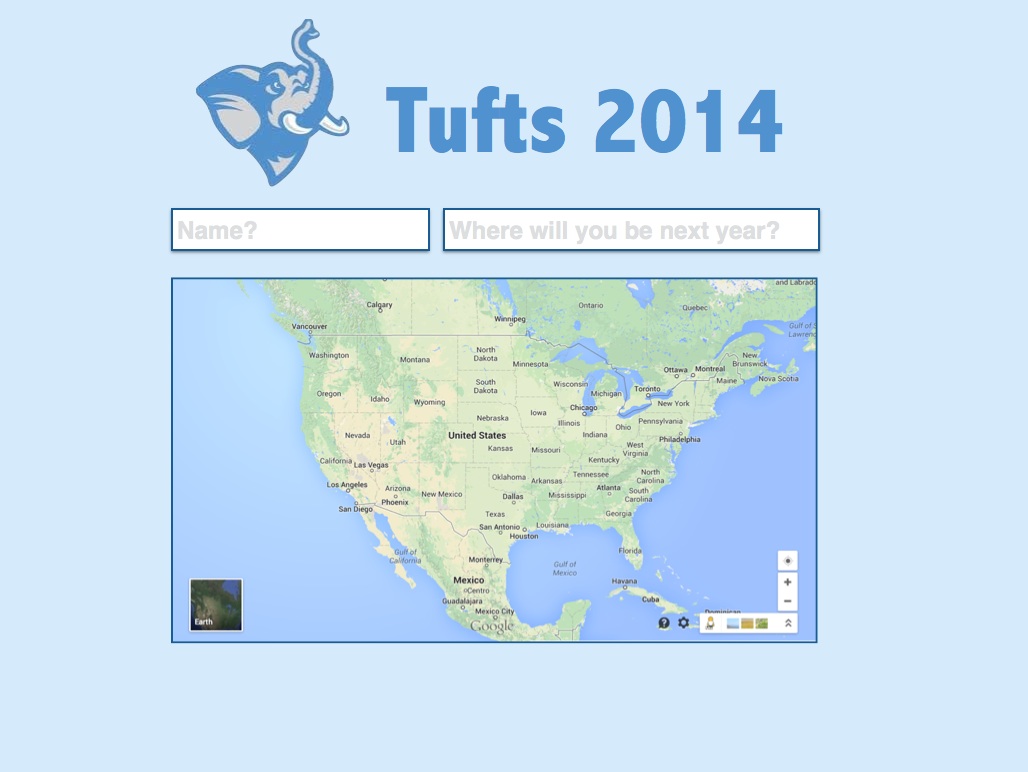 Tufts 2014
Name?
Where will you be next year?
and Labrado
Calgary
Ontario
Quebec
Winnipeg
Vancouver
Gulf of S
Lawrenc
Washington
Montana
North
Dakota
Minnesota
Ottawa
Montreal
New
Brunswick
Maine
Nova Scotia
Oregon
Idaho
Wyoming
South
Dakota
Wisconsin
Michigan
Toronto
Chicago
New York
Nebraska
Iowa
Illinois
Pennsylvania
Nevada
Utah
United States
Indiana
Ohio
Philadelphia
Kansas
Missouri
West
Virginia
Kentucky
California
Las Vegas
Oklahoma
Arkansas
Tennessee
North
Carolina
Los Angeles
Arizona
New Mexico
Atlanta
South
Carolina
Phoenix
Dallas
Mississippi
San Diego
Texas
Georgia
San Antonio
Louisiana
Houston
Gulf of
California
Florida
Monterrey
Gulf of
Mexico
Mexico
Havana
Centro
Cuba
Guadalajara
Mexico City
Dominican
Google
Earth